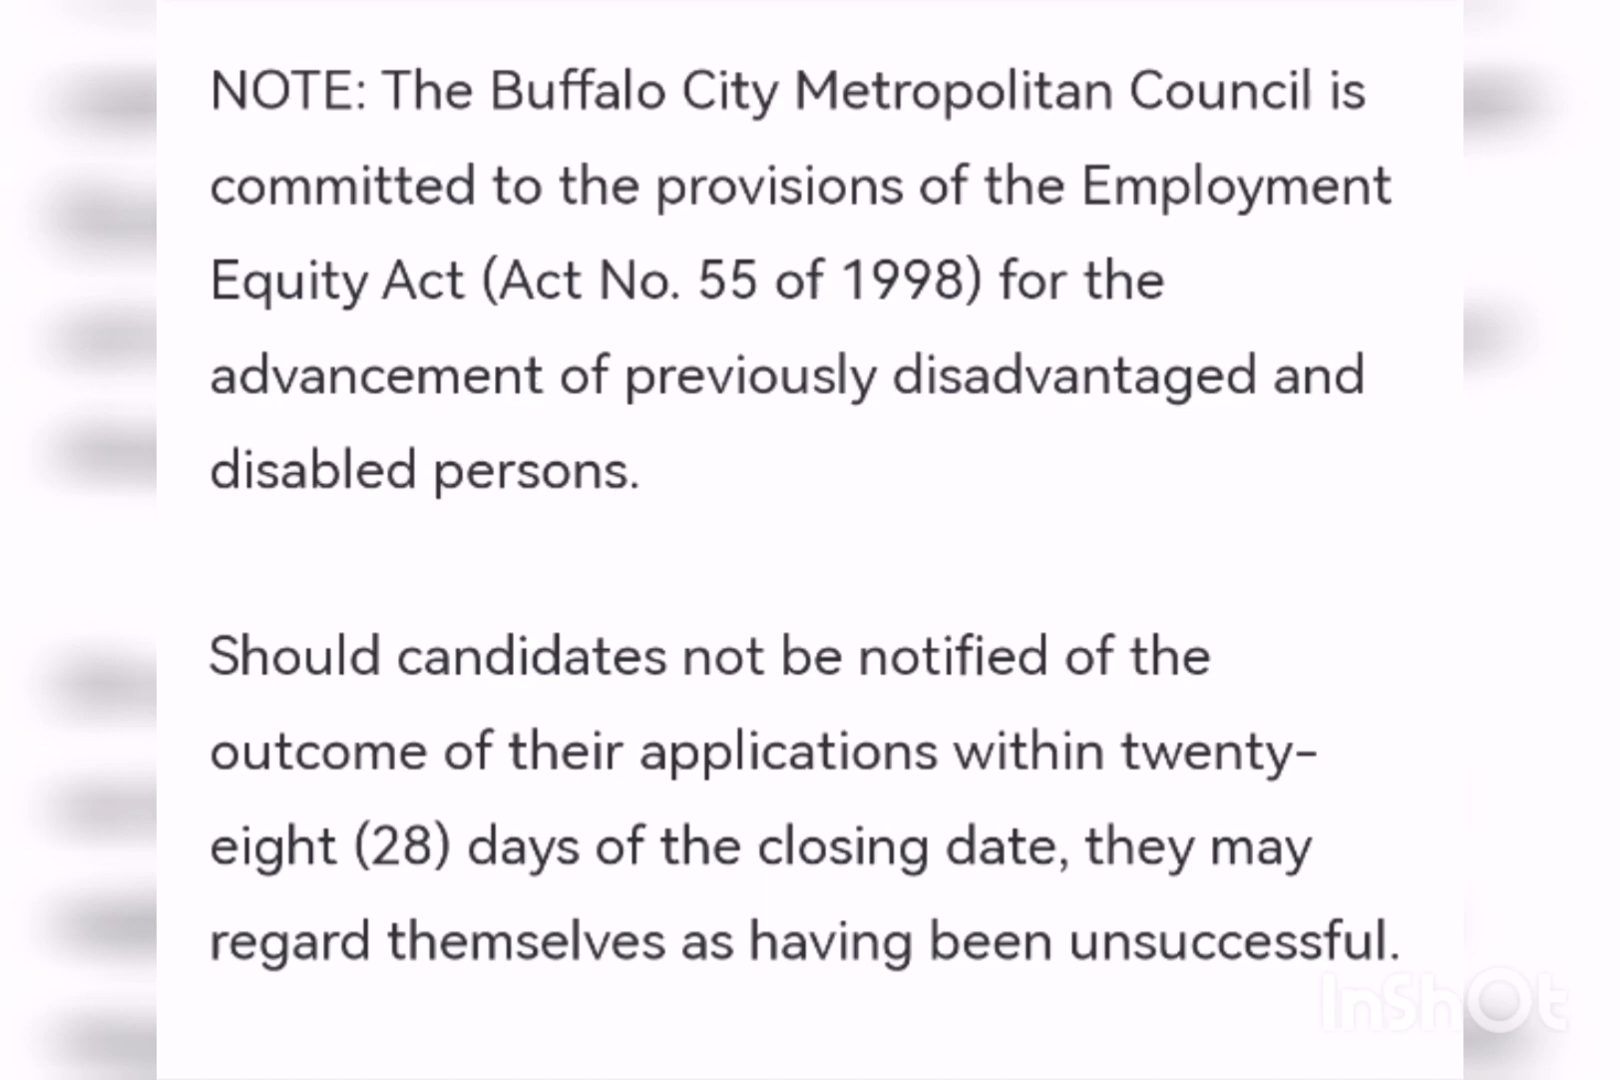 NOTE: The Buffalo City Metropolitan Council is
committed to the provisions of the Employment
Equity Act (Act No. 55 of 1998) for the
advancement of previously disadvantaged and
disabled persons.
Should candidates not be notified of the
outcome of their applications within twenty-
eight (28) days of the closing date, they may
regard themselves as having been unsuccessful.
InShOt